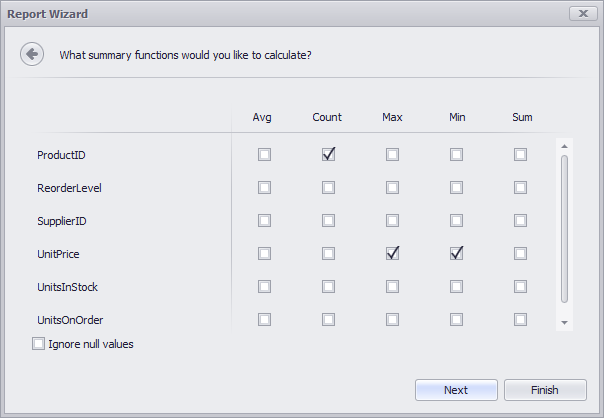 Report Wizard
What summary functions would you like to calculate?
Avg Count Max Min Sum
ProductID
ReorderLevel
SupplierID
UnitPrice
UnitsInStock
UnitsOnOrder
Ignore null values
Next Finish